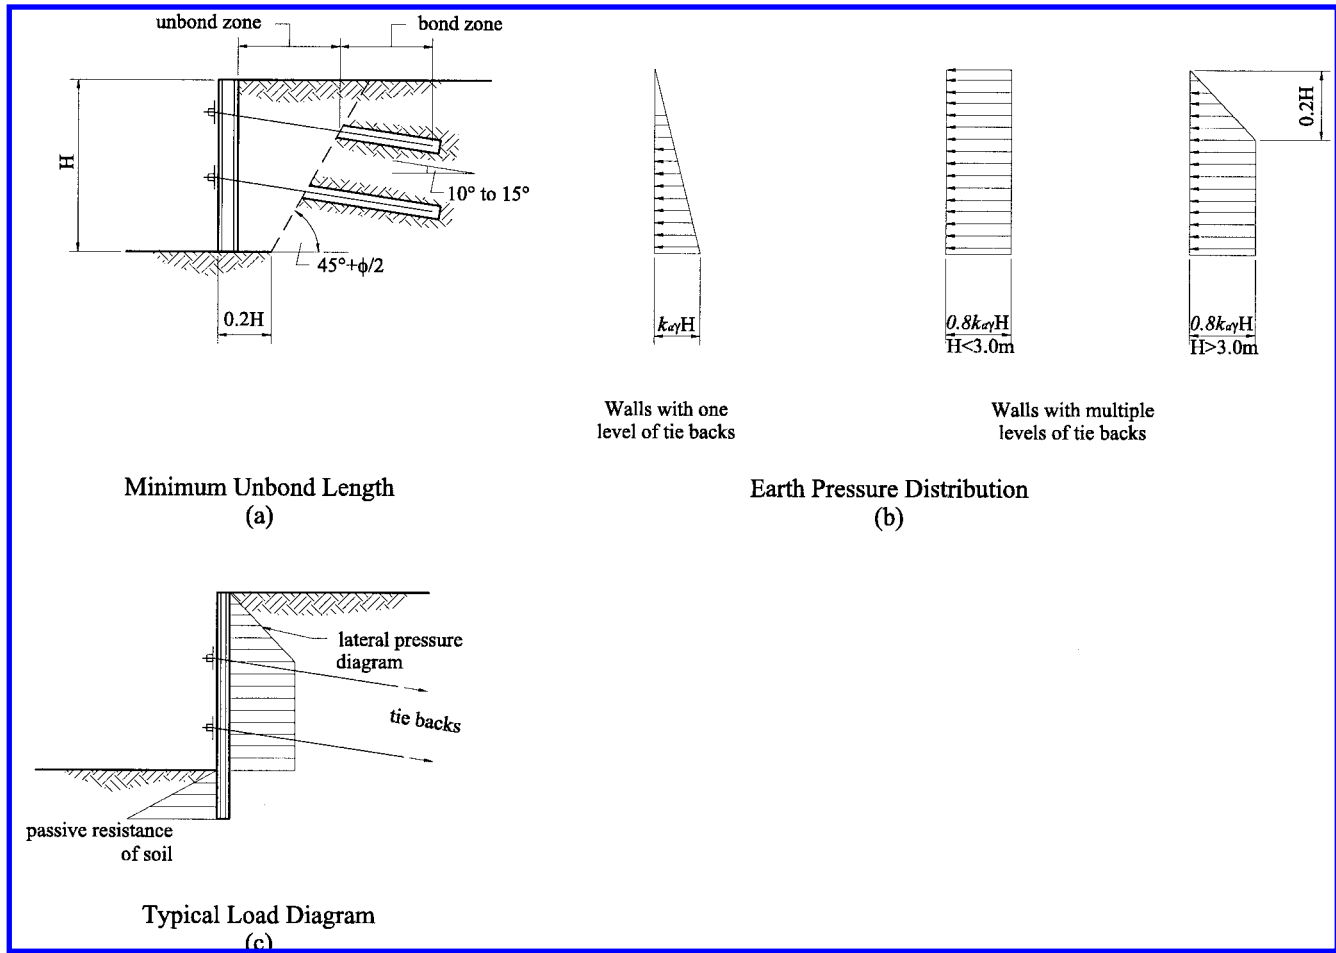 unbond zone
bond zone
H
10° to 15°
45°+ϕ/2
0.2H
Minimum Unbond Length
(a)
kₐγH
0.8kₐγH
H<3.0m
0.2H
0.8kₐγH
H>3.0m
Walls with one
level of tie backs
Walls with multiple
levels of tie backs
Earth Pressure Distribution
(b)
lateral pressure
diagram
tie backs
passive resistance
of soil
Typical Load Diagram
(c)